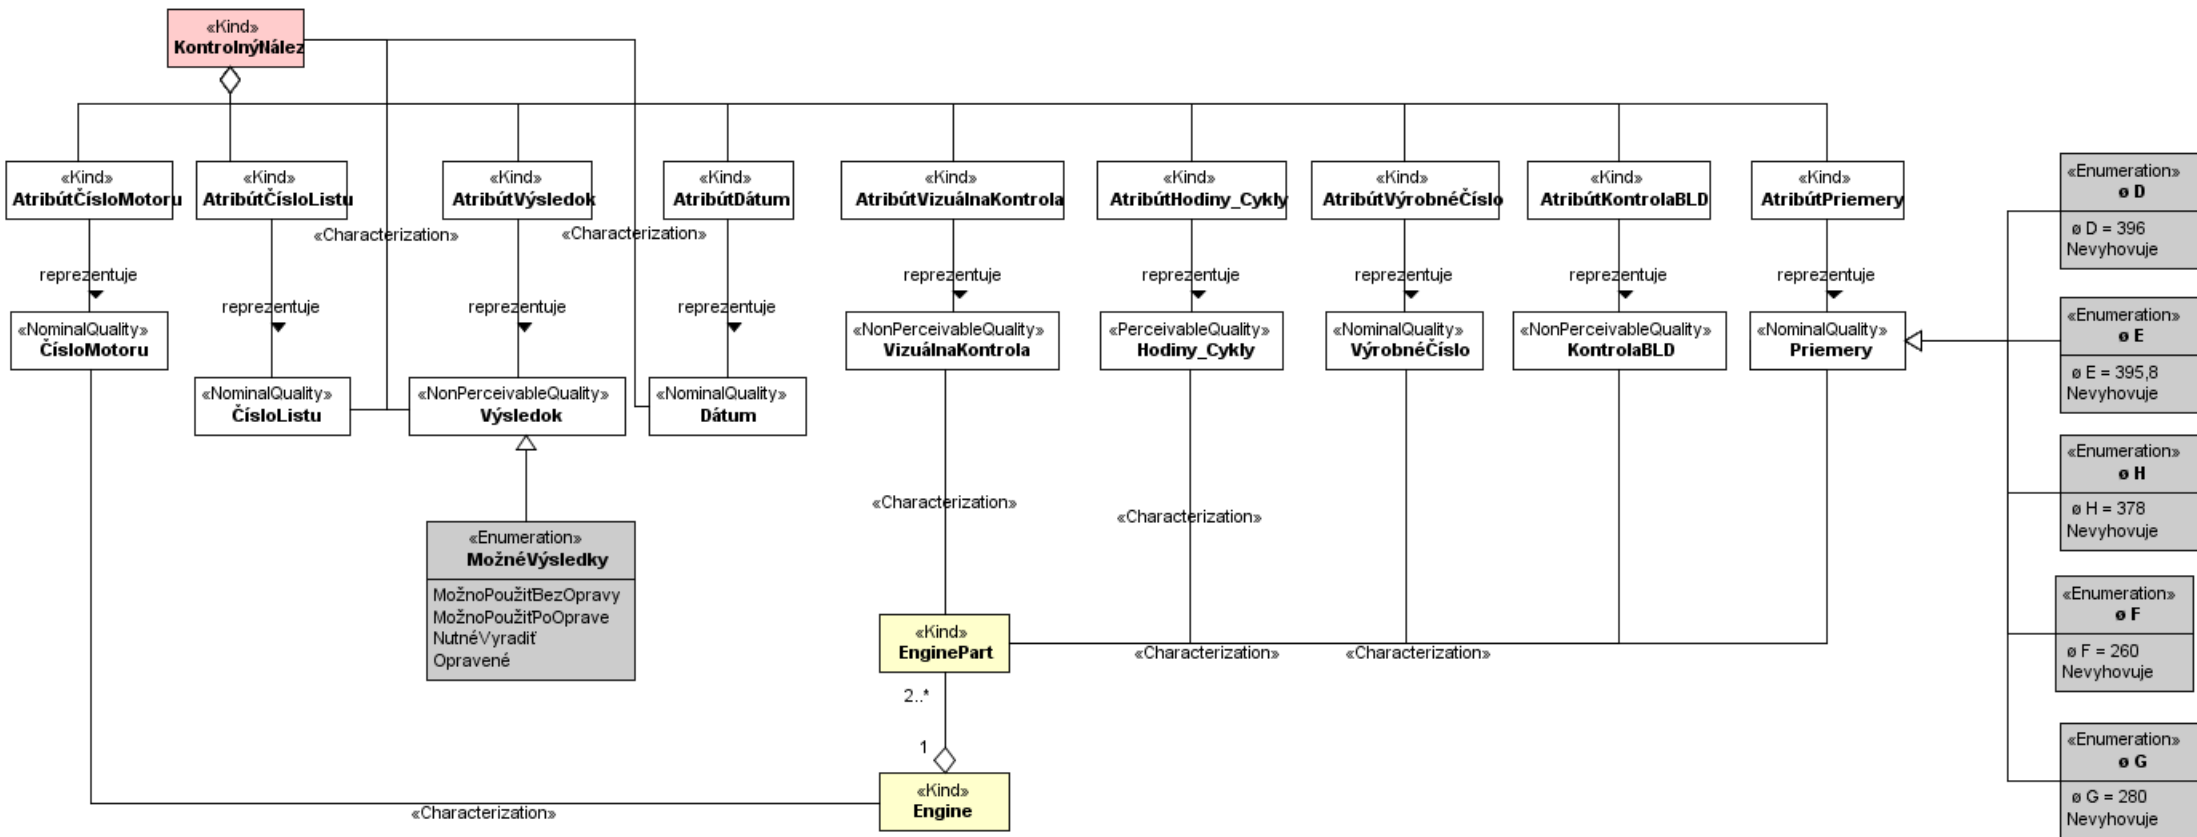 «Kind»
KontrolnýNález
«Kind»
AtribútČísloMotoru
«Kind»
AtribútČísloListu
«Kind»
AtribútVýsledok
«Kind»
AtribútDátum
«Kind»
AtribútVizuálnaKontrola
«Kind»
AtribútHodiny_Cykly
«Kind»
AtribútVýrobnéČíslo
«Kind»
AtribútKontrolaBLD
«Kind»
AtribútPriemery
«Characterization»
«Characterization»
reprezentuje
reprezentuje
reprezentuje
reprezentuje
reprezentuje
reprezentuje
reprezentuje
reprezentuje
reprezentuje
«NominalQuality»
ČísloMotoru
«NominalQuality»
ČísloListu
«NonPerceivableQuality»
Výsledok
«NominalQuality»
Dátum
«NonPerceivableQuality»
VizuálnaKontrola
«PerceivableQuality»
Hodiny_Cykly
«NominalQuality»
VýrobnéČíslo
«NonPerceivableQuality»
KontrolaBLD
«NominalQuality»
Priemery
«Enumeration»
ø D
ø D = 396
Nevyhovuje
«Enumeration»
ø E
ø E = 395,8
Nevyhovuje
«Enumeration»
ø H
ø H = 378
Nevyhovuje
«Enumeration»
ø F
ø F = 260
Nevyhovuje
«Enumeration»
ø G
ø G = 280
Nevyhovuje
«Enumeration»
MožnéVýsledky
MožnoPoužiťBezOpravy
MožnoPoužiťPoOprave
NutnéVyradiť
Opravené
«Characterization»
«Characterization»
«Kind»
EnginePart
«Characterization»
«Characterization»
2..*
1
«Kind»
Engine
«Characterization»